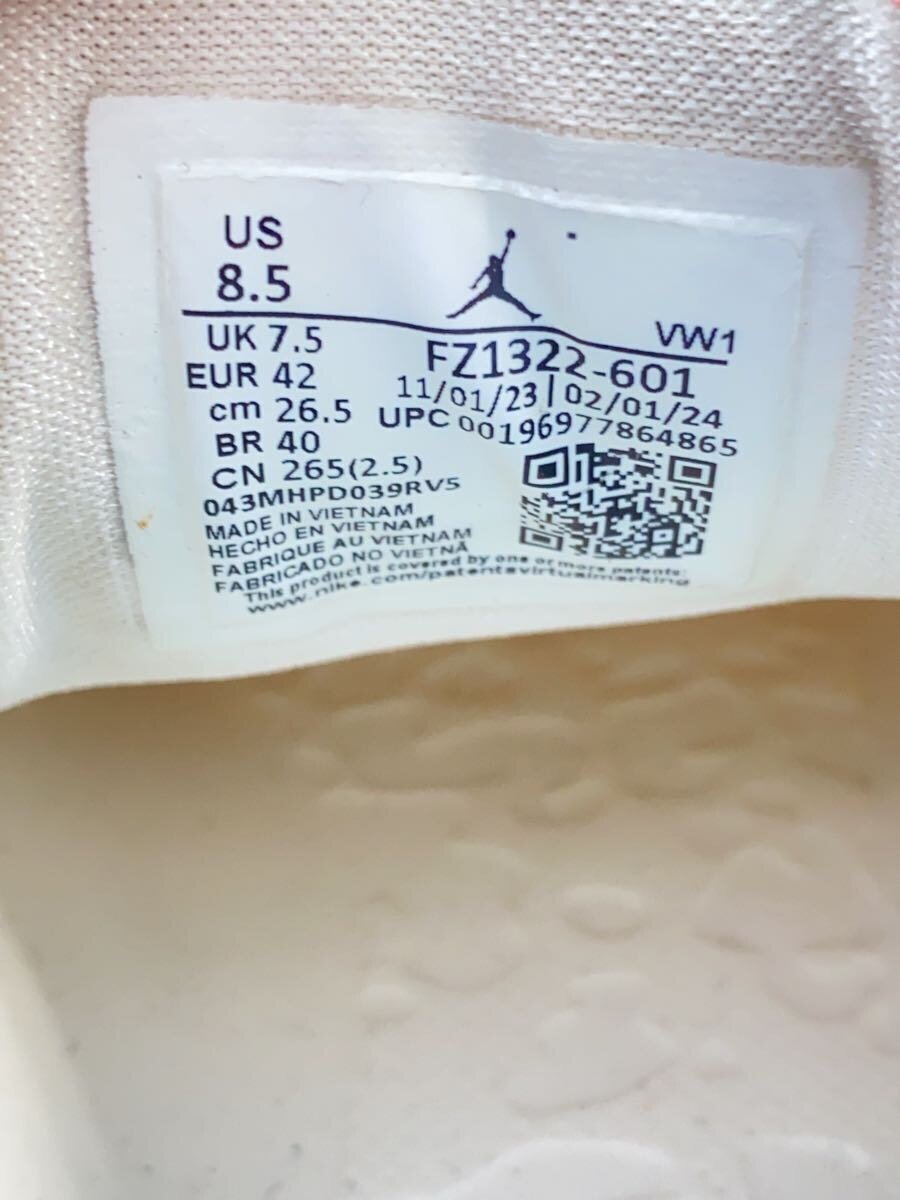 US
8.5
VW1
UK 7.5
FZ1322-601
EUR 42
11/01/23 | 02/01/24
cm 26.5
UPC 00196977864865
BR 40
CN 265(2.5)
043MHPD039RV5
MADE IN VIETNAM
HECHO EN VIETNAM
FABRIQUE AU VIETNAM
FABRICADO NO VIETNÃ
This product is covered by one or more patents:
www.nike.com/patentsvirtualmarking